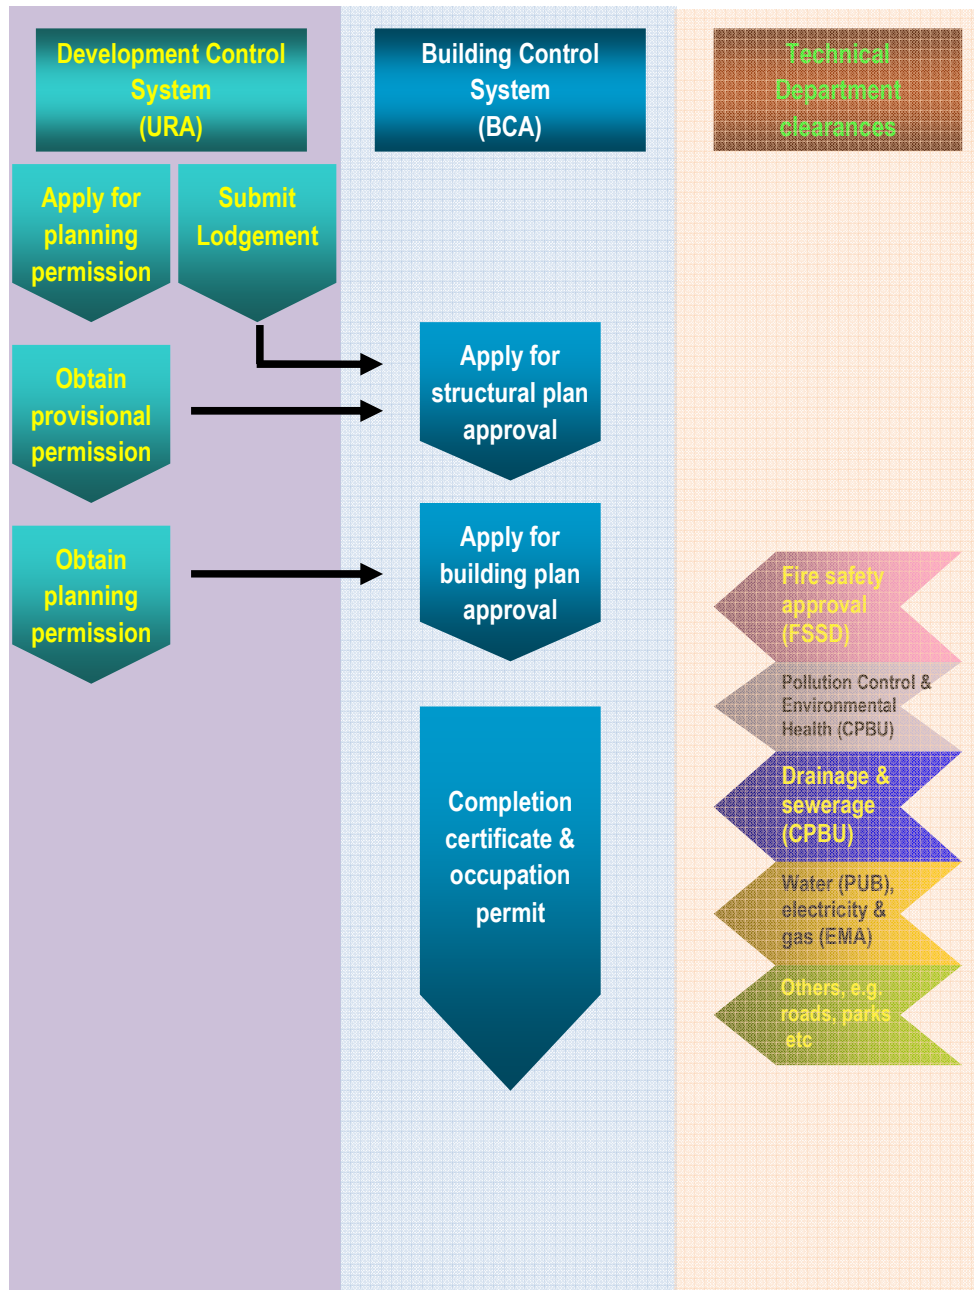 Development Control
System
(URA)
Building Control
System
(BCA)
Technical
Department
clearances
Apply for
planning
permission
Submit
Lodgement
Obtain
provisional
permission
Apply for
structural plan
approval
Obtain
planning
permission
Apply for
building plan
approval
Fire safety
approval
(FSSD)
Pollution Control &
Environmental
Health (CPBU)
Drainage &
sewerage
(CPBU)
Completion
certificate &
occupation
permit
Water (PUB),
electricity &
gas (EMA)
Others, e.g.
roads, parks
etc